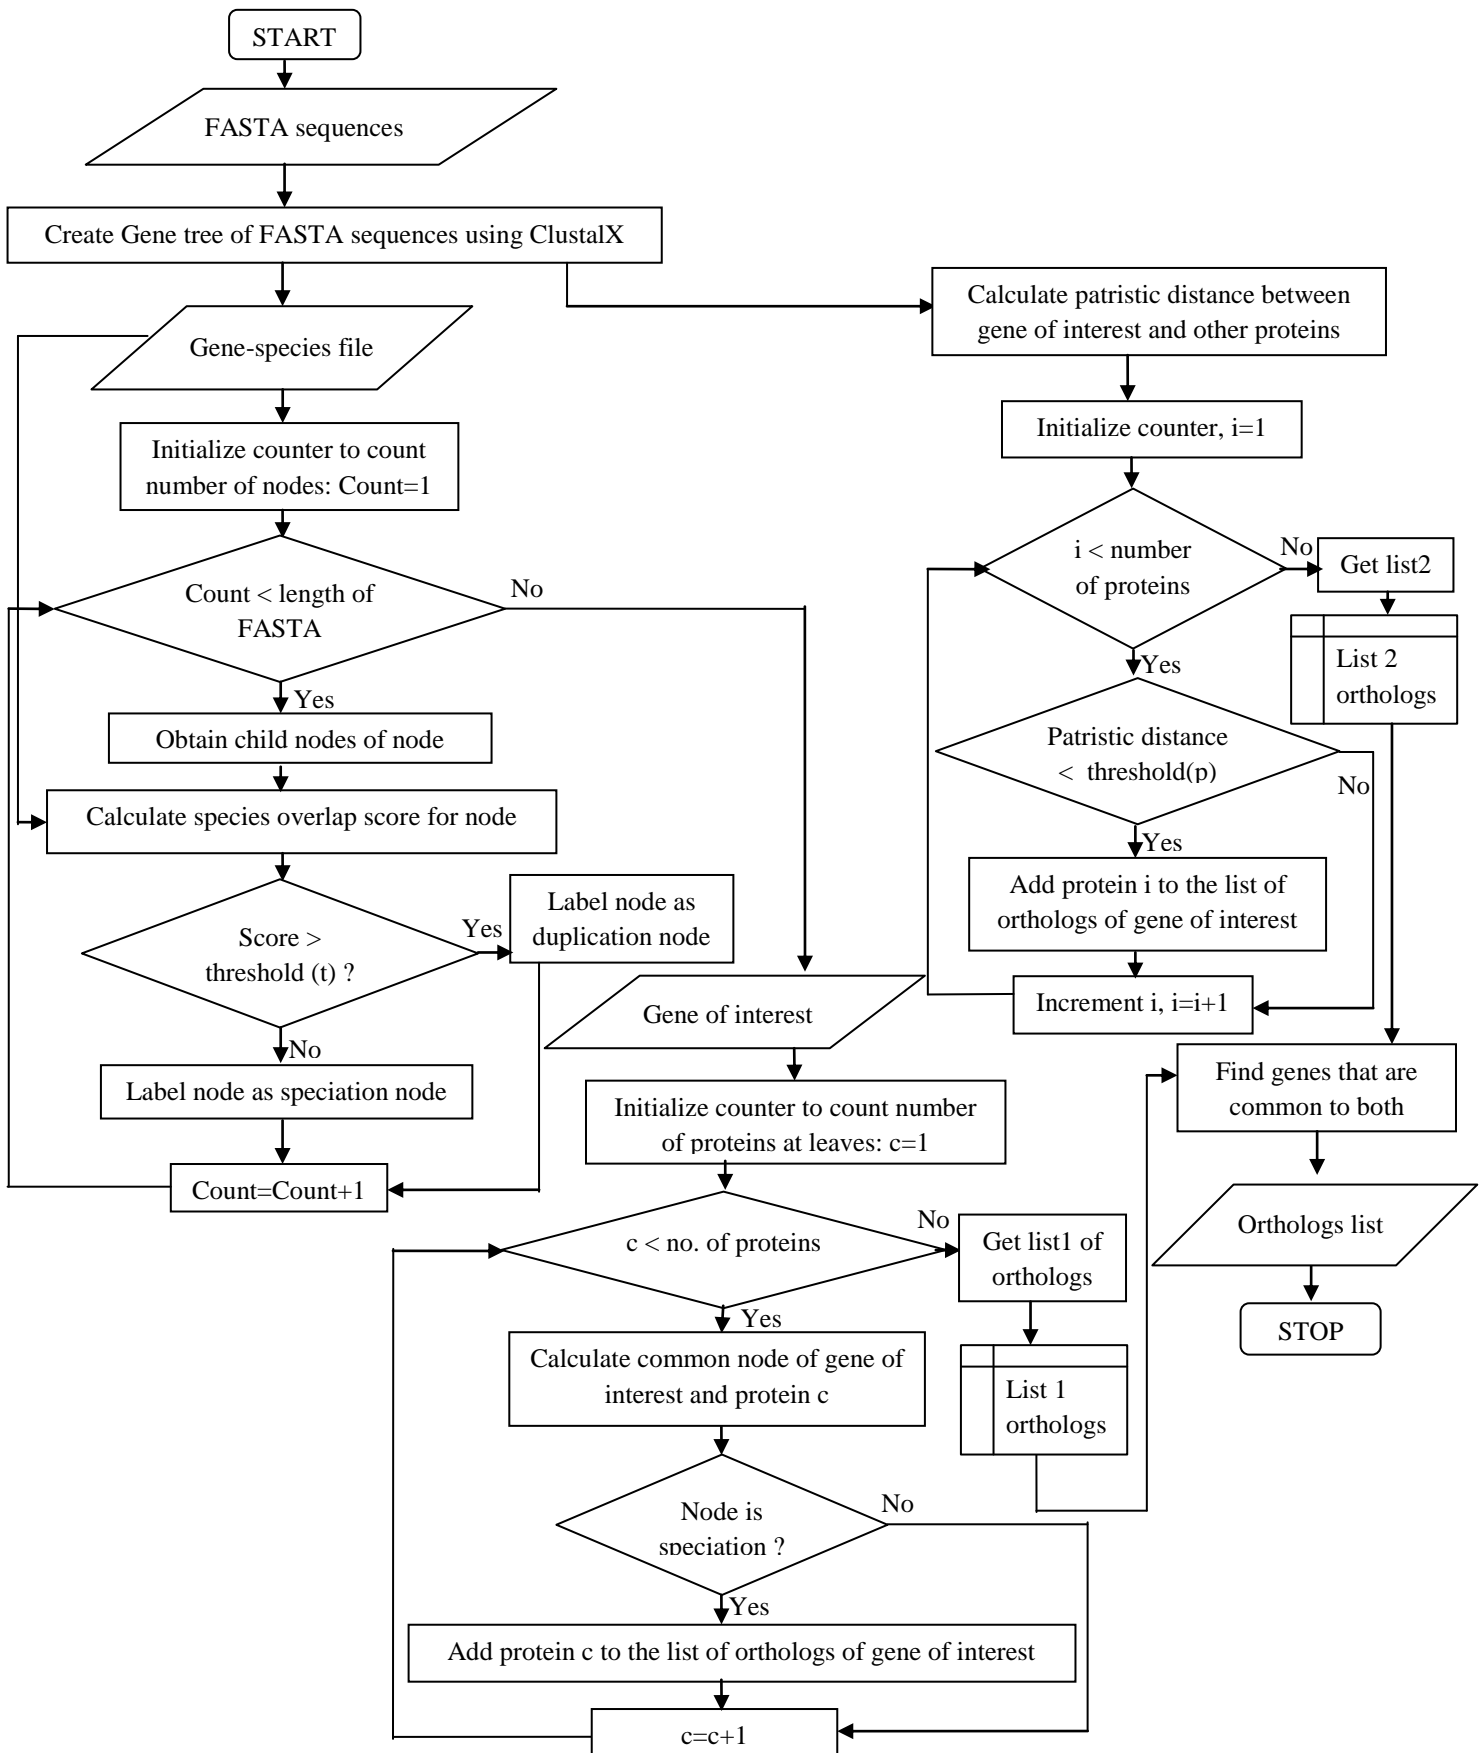 START
FASTA sequences
Create Gene tree of FASTA sequences using ClustalX
Gene-species file
Initialize counter to count
number of nodes: Count=1
Count < length of
FASTA
No
Yes
Obtain child nodes of node
Calculate species overlap score for node
Score >
threshold (t) ?
Yes
Label node as
duplication node
No
Label node as speciation node
Count=Count+1
Gene of interest
Initialize counter to count number
of proteins at leaves: c=1
c < no. of proteins
No
Get list1 of
orthologs
List 1
orthologs
Yes
Calculate common node of gene of
interest and protein c
Node is
speciation ?
No
Yes
Add protein c to the list of orthologs of gene of interest
c=c+1
Calculate patristic distance between
gene of interest and other proteins
Initialize counter, i=1
i < number
of proteins
No
Get list2
List 2
orthologs
Yes
Patristic distance
< threshold(p)
No
Yes
Add protein i to the list of
orthologs of gene of interest
Increment i, i=i+1
Find genes that are
common to both
Orthologs list
STOP